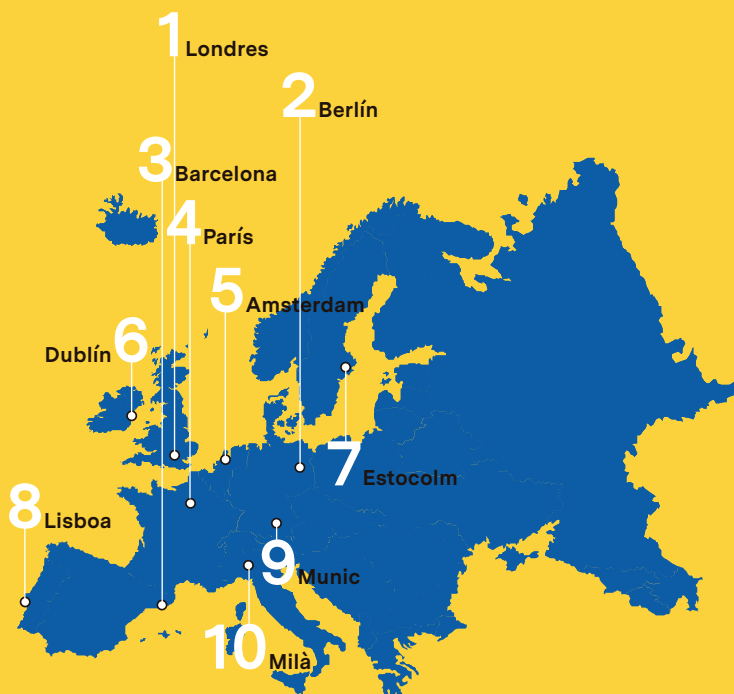 1 Londres
2 Berlín
3 Barcelona
4 París
5 Amsterdam
Dublín 6
7 Estocolm
8 Lisboa
9 Munic
10 Milà